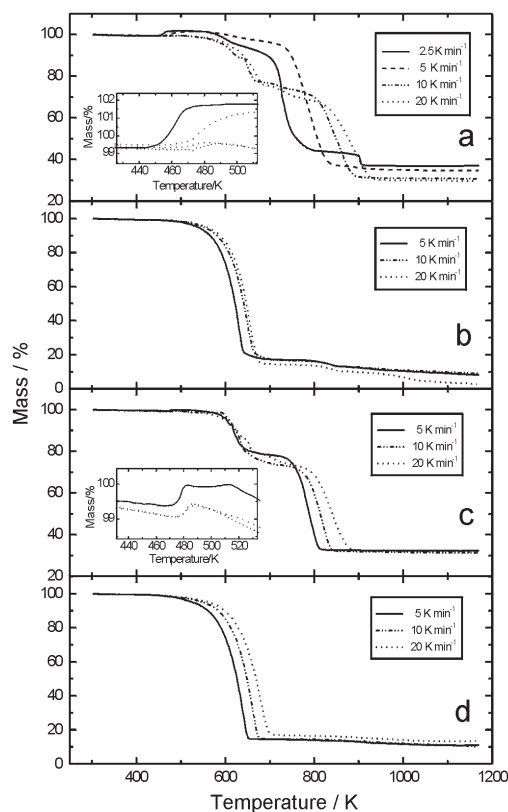 100
80
60
40
20
2.5 K min⁻¹
5 K min⁻¹
10 K min⁻¹
20 K min⁻¹
a
Mass/%
102
101
100
99
440 460 480 500
Temperature/K
100
80
60
40
20
0
5 K min⁻¹
10 K min⁻¹
20 K min⁻¹
b
Mass / %
100
80
60
40
20
5 K min⁻¹
10 K min⁻¹
20 K min⁻¹
c
Mass/%
100
99
440 460 480 500 520
Temperature/K
100
80
60
40
20
0
5 K min⁻¹
10 K min⁻¹
20 K min⁻¹
d
400 600 800 1000 1200
Temperature / K